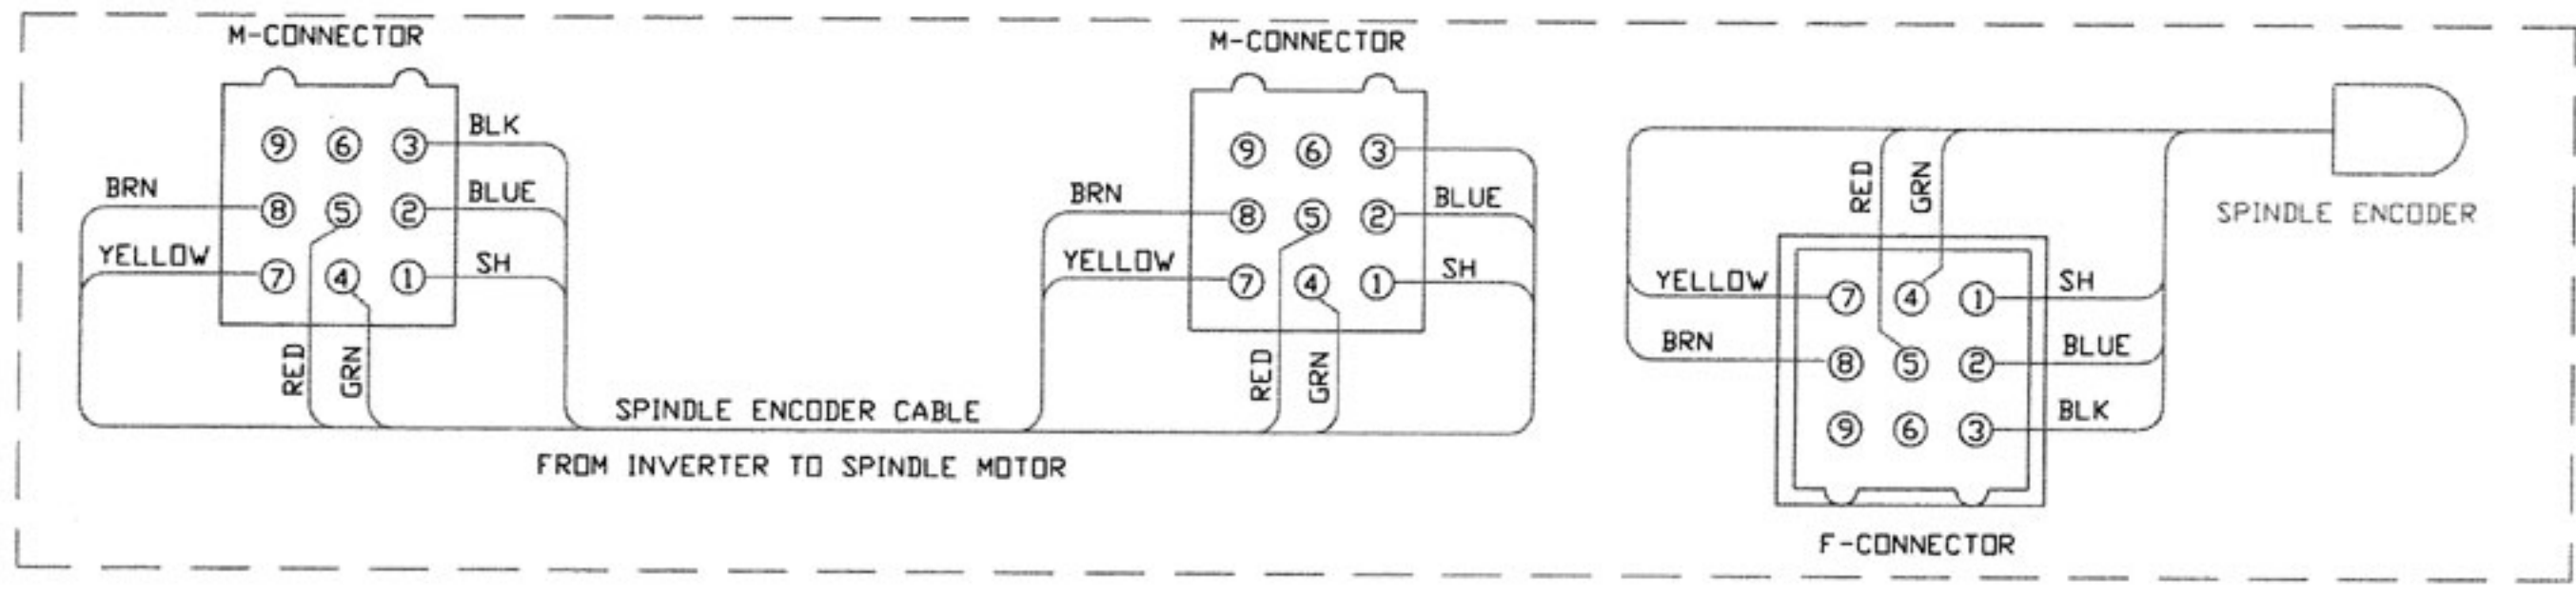 M-CONNECTOR
9 6 3 BLK
BRN 8 5 2 BLUE
YELLOW 7 4 1 SH
RED GRN
M-CONNECTOR
9 6 3
BRN 8 5 2 BLUE
YELLOW 7 4 1 SH
RED GRN
SPINDLE ENCODER CABLE
FROM INVERTER TO SPINDLE MOTOR
RED GRN
SPINDLE ENCODER
YELLOW 7 4 1 SH
BRN 8 5 2 BLUE
9 6 3 BLK
F-CONNECTOR